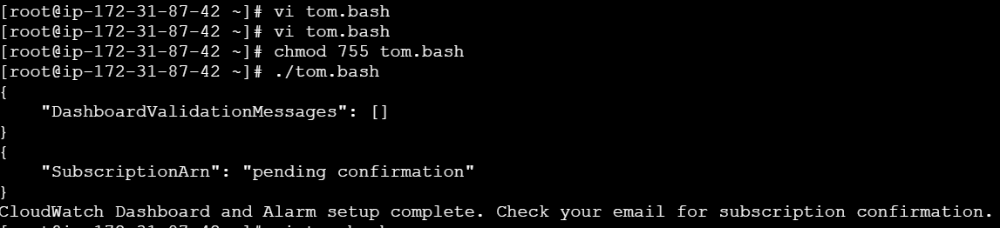 [root@ip-172-31-87-42 ~]# vi tom.bash
[root@ip-172-31-87-42 ~]# vi tom.bash
[root@ip-172-31-87-42 ~]# chmod 755 tom.bash
[root@ip-172-31-87-42 ~]# ./tom.bash
{
    "DashboardValidationMessages": []
}
{
    "SubscriptionArn": "pending confirmation"
}
CloudWatch Dashboard and Alarm setup complete. Check your email for subscription confirmation.